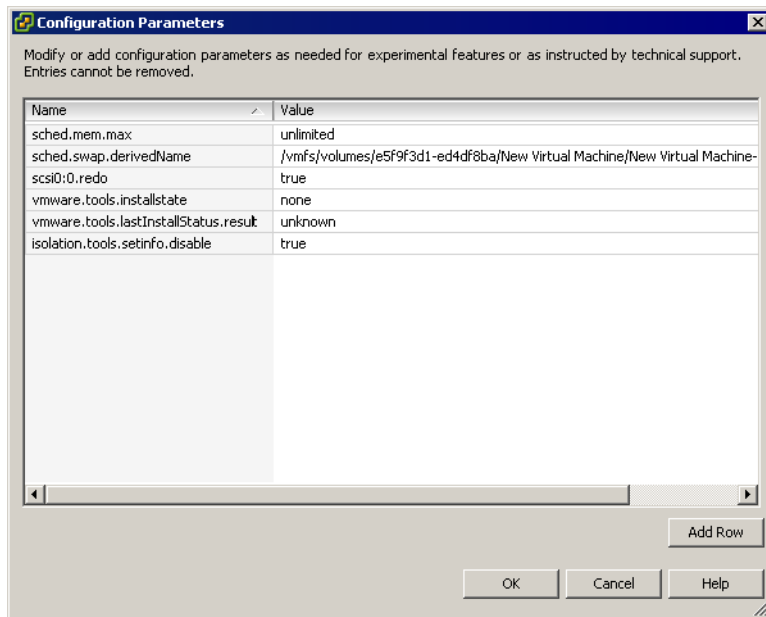 Configuration Parameters
Modify or add configuration parameters as needed for experimental features or as instructed by technical support.
Entries cannot be removed.
Name Value
sched.mem.max unlimited
sched.swap.derivedName /vmfs/volumes/e5f9f3d1-ed4df8ba/New Virtual Machine/New Virtual Machine-
scsi0:0.redo true
vmware.tools.installstate none
vmware.tools.lastInstallStatus.result unknown
isolation.tools.setinfo.disable true
Add Row
OK Cancel Help